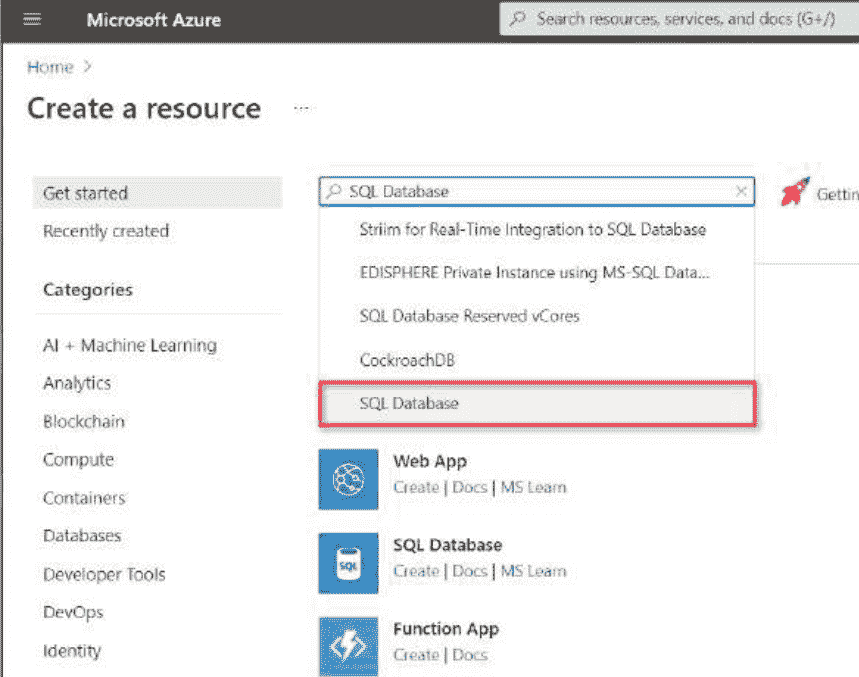 Microsoft Azure
Search resources, services, and docs (G+/)
Home >
Create a resource ...
Get started
Recently created
Categories
AI + Machine Learning
Analytics
Blockchain
Compute
Containers
Databases
Developer Tools
DevOps
Identity
SQL Database
Striim for Real-Time Integration to SQL Database
EDISPHERE Private Instance using MS-SQL Data...
SQL Database Reserved vCores
CockroachDB
SQL Database
Web App
Create | Docs | MS Learn
SQL
SQL Database
Create | Docs | MS Learn
Function App
Create | Docs
Gettin